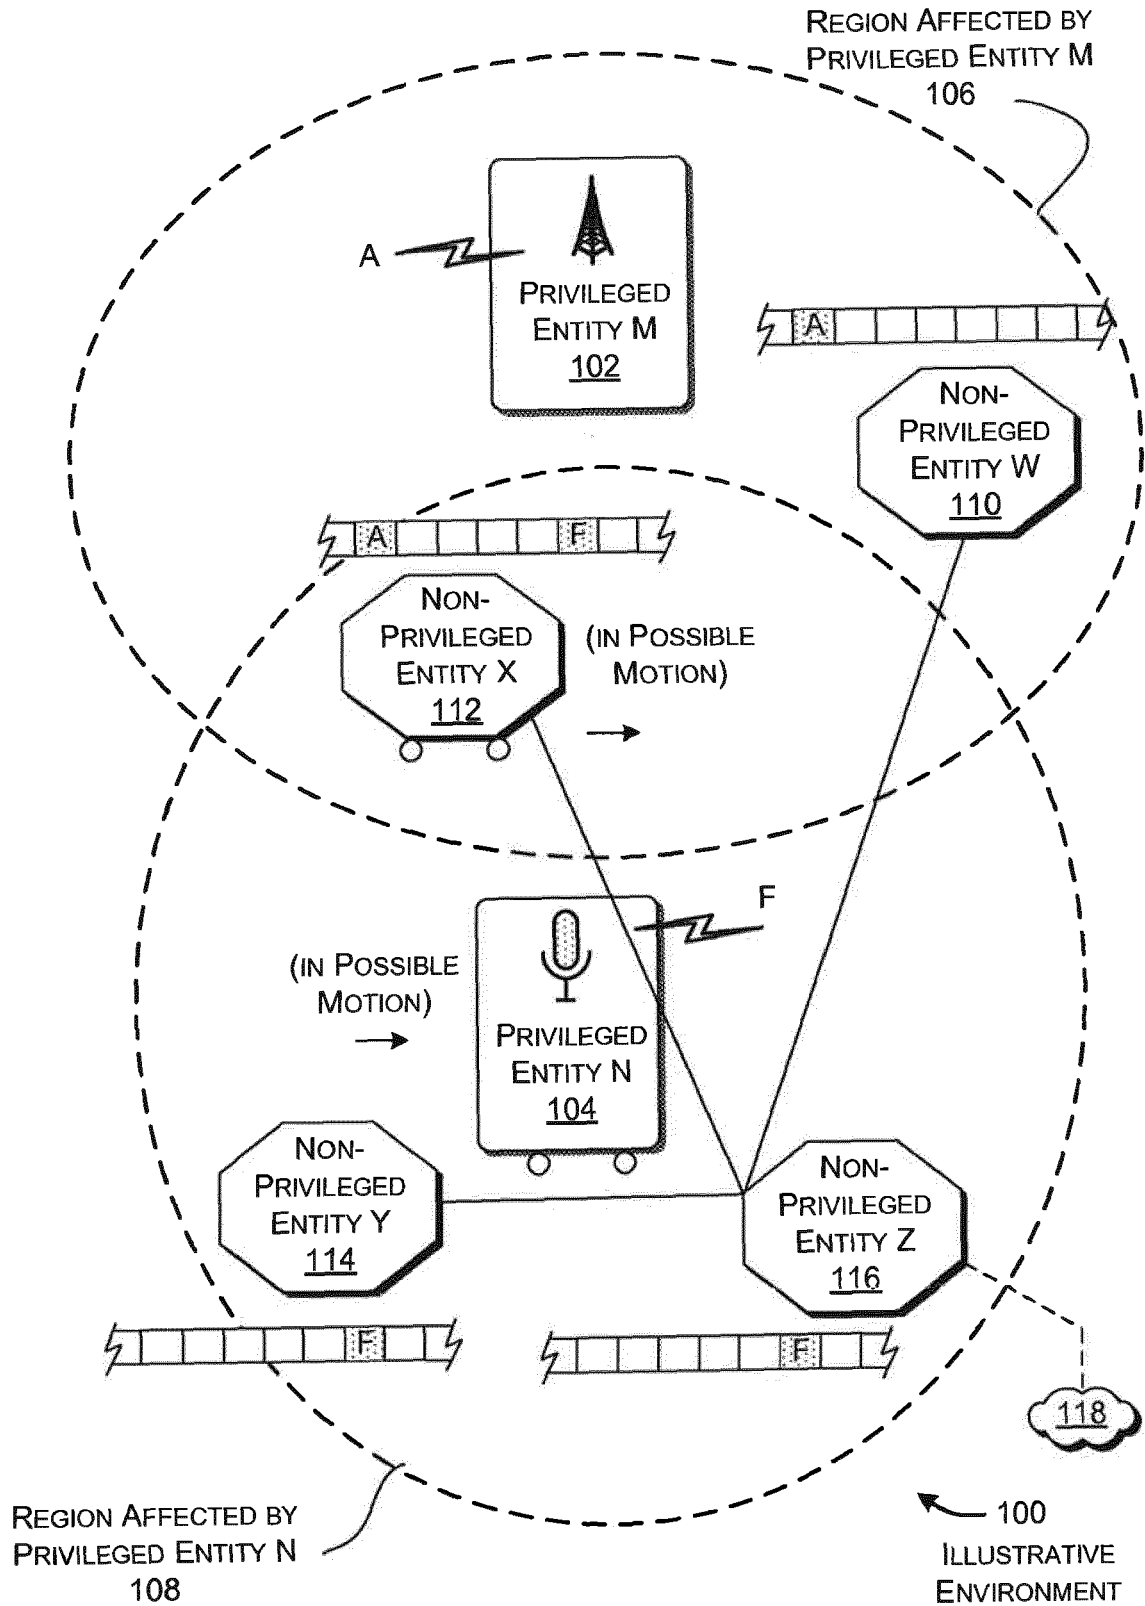 REGION AFFECTED BY
PRIVILEGED ENTITY M
106
A
PRIVILEGED
ENTITY M
102
A
NON-
PRIVILEGED
ENTITY W
110
A F
NON-
PRIVILEGED
ENTITY X
112
(IN POSSIBLE
MOTION)
F
(IN POSSIBLE
MOTION)
PRIVILEGED
ENTITY N
104
NON-
PRIVILEGED
ENTITY Y
114
NON-
PRIVILEGED
ENTITY Z
116
F
F
118
REGION AFFECTED BY
PRIVILEGED ENTITY N
108
100
ILLUSTRATIVE
ENVIRONMENT